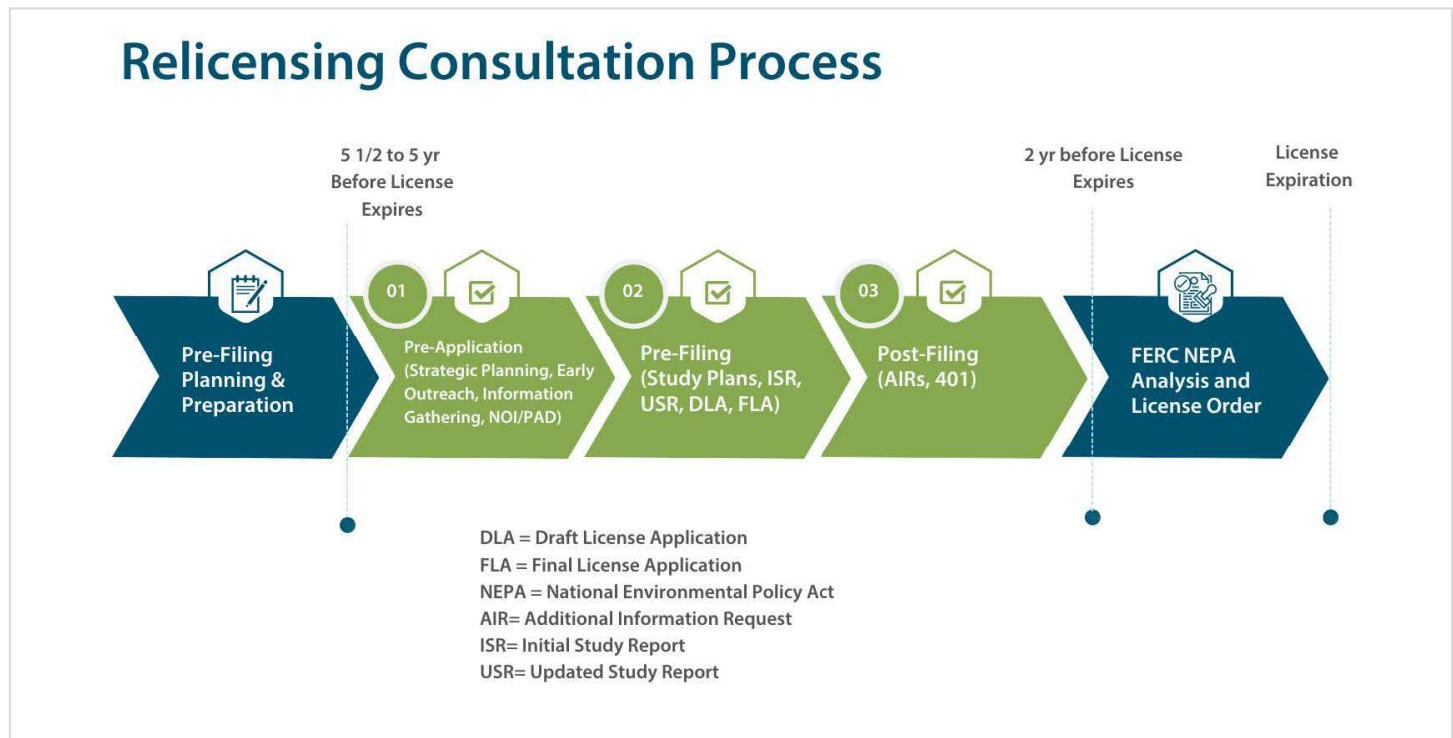 Relicensing Consultation Process
5 1/2 to 5 yr
Before License
Expires
2 yr before License
Expires
License
Expiration
Pre-Filing
Planning &
Preparation
01
Pre-Application
(Strategic Planning, Early
Outreach, Information
Gathering, NOI/PAD)
02
Pre-Filing
(Study Plans, ISR,
USR, DLA, FLA)
03
Post-Filing
(AIRs, 401)
FERC NEPA
Analysis and
License Order
DLA = Draft License Application
FLA = Final License Application
NEPA = National Environmental Policy Act
AIR= Additional Information Request
ISR= Initial Study Report
USR= Updated Study Report